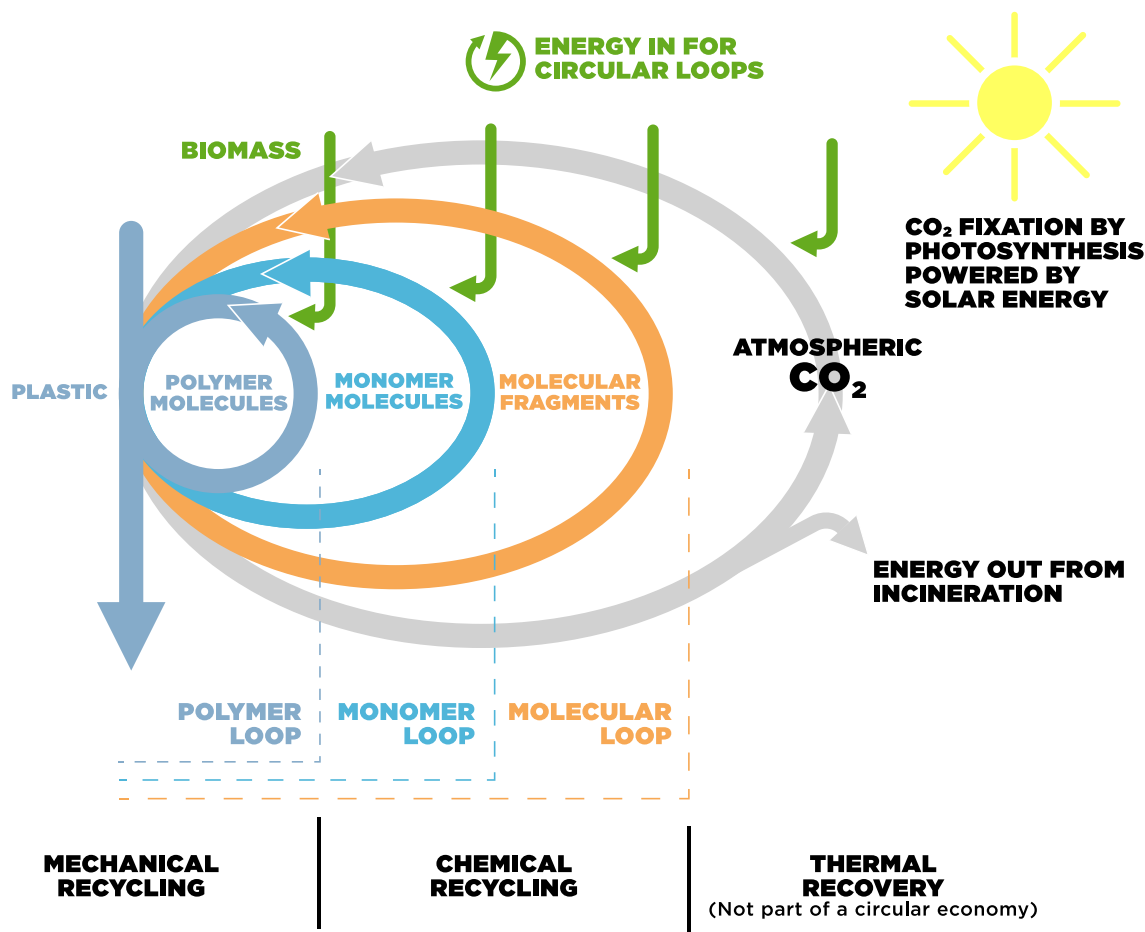 ENERGY IN FOR
CIRCULAR LOOPS
BIOMASS
CO₂ FIXATION BY
PHOTOSYNTHESIS
POWERED BY
SOLAR ENERGY
ATMOSPHERIC
CO₂
PLASTIC
POLYMER
MOLECULES
MONOMER
MOLECULES
MOLECULAR
FRAGMENTS
ENERGY OUT FROM
INCINERATION
POLYMER
LOOP
MONOMER
LOOP
MOLECULAR
LOOP
MECHANICAL
RECYCLING
CHEMICAL
RECYCLING
THERMAL
RECOVERY
(Not part of a circular economy)